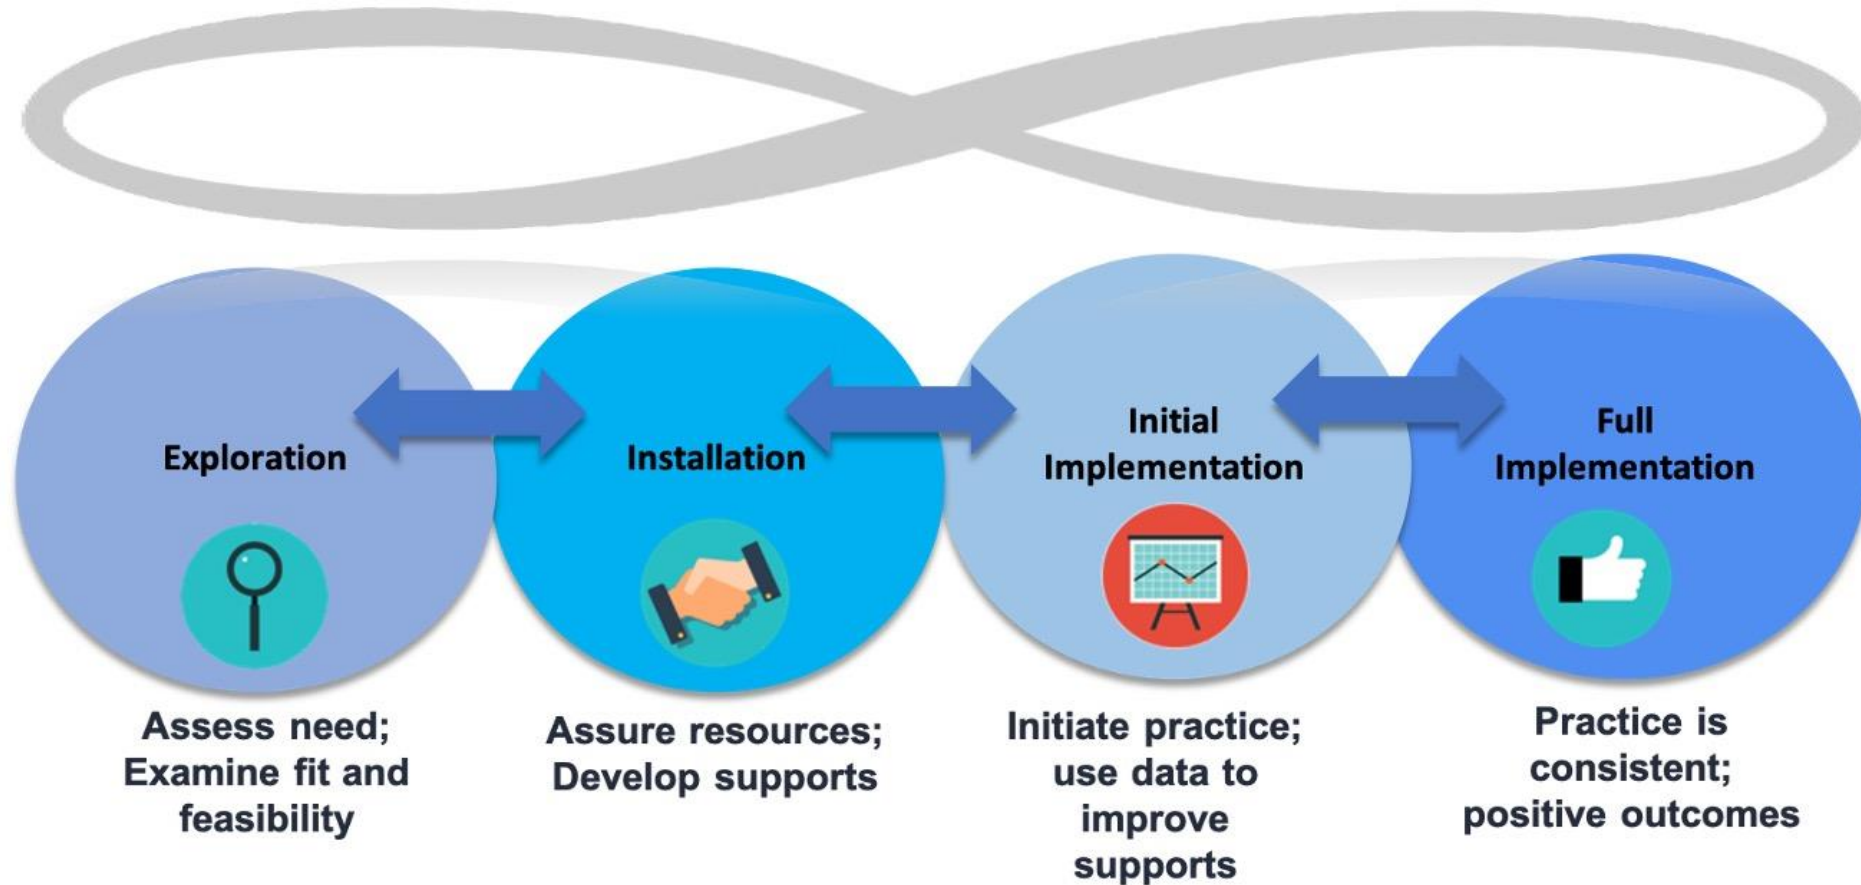 Exploration
Installation
Initial
Implementation
Full
Implementation
Assess need;
Examine fit and
feasibility
Assure resources;
Develop supports
Initiate practice;
use data to
improve
supports
Practice is
consistent;
positive outcomes